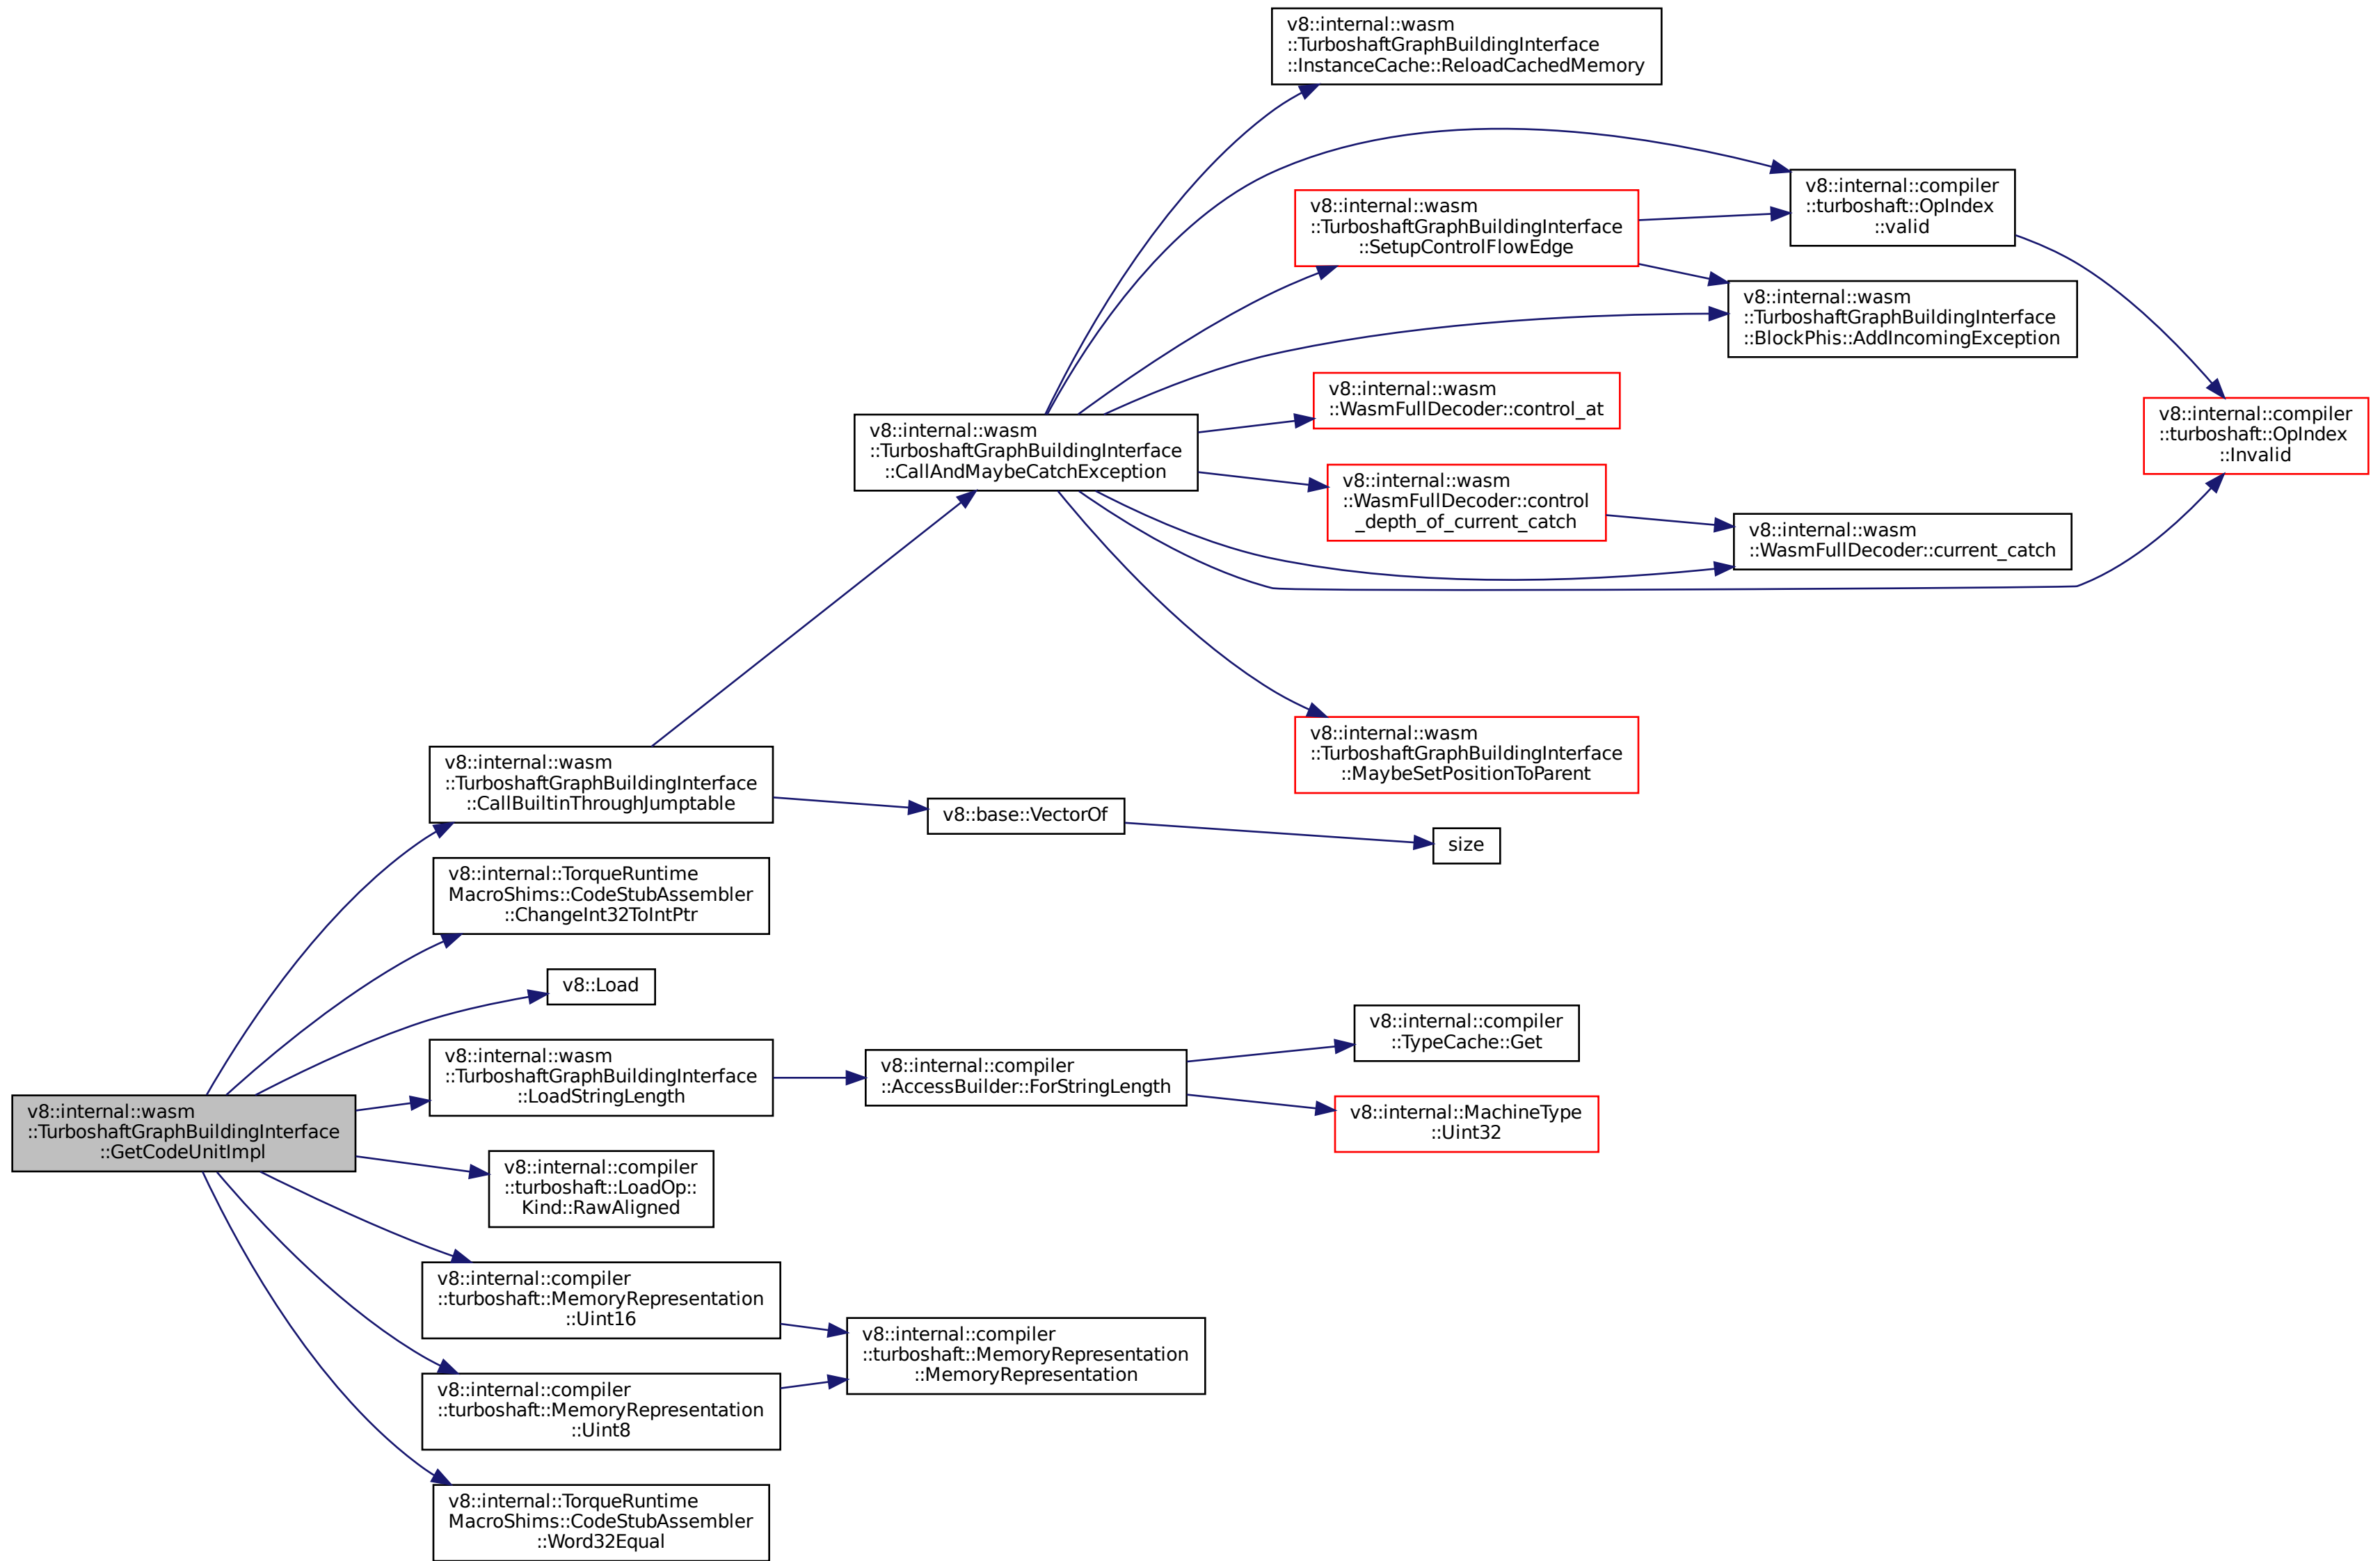 v8::internal::wasm
::TurboshaftGraphBuildingInterface
::InstanceCache::ReloadCachedMemory
v8::internal::compiler
::turboshaft::OpIndex
::valid
v8::internal::wasm
::TurboshaftGraphBuildingInterface
::SetupControlFlowEdge
v8::internal::wasm
::TurboshaftGraphBuildingInterface
::BlockPhis::AddIncomingException
v8::internal::wasm
::WasmFullDecoder::control_at
v8::internal::compiler
::turboshaft::OpIndex
::Invalid
v8::internal::wasm
::TurboshaftGraphBuildingInterface
::CallAndMaybeCatchException
v8::internal::wasm
::WasmFullDecoder::control
_depth_of_current_catch
v8::internal::wasm
::WasmFullDecoder::current_catch
v8::internal::wasm
::TurboshaftGraphBuildingInterface
::MaybeSetPositionToParent
v8::internal::wasm
::TurboshaftGraphBuildingInterface
::CallBuiltinThroughJumptable
v8::base::VectorOf
size
v8::internal::TorqueRuntime
MacroShims::CodeStubAssembler
::ChangeInt32ToIntPtr
v8::Load
v8::internal::wasm
::TurboshaftGraphBuildingInterface
::LoadStringLength
v8::internal::compiler
::AccessBuilder::ForStringLength
v8::internal::compiler
::TypeCache::Get
v8::internal::MachineType
::Uint32
v8::internal::wasm
::TurboshaftGraphBuildingInterface
::GetCodeUnitImpl
v8::internal::compiler
::turboshaft::LoadOp::
Kind::RawAligned
v8::internal::compiler
::turboshaft::MemoryRepresentation
::Uint16
v8::internal::compiler
::turboshaft::MemoryRepresentation
::MemoryRepresentation
v8::internal::compiler
::turboshaft::MemoryRepresentation
::Uint8
v8::internal::TorqueRuntime
MacroShims::CodeStubAssembler
::Word32Equal